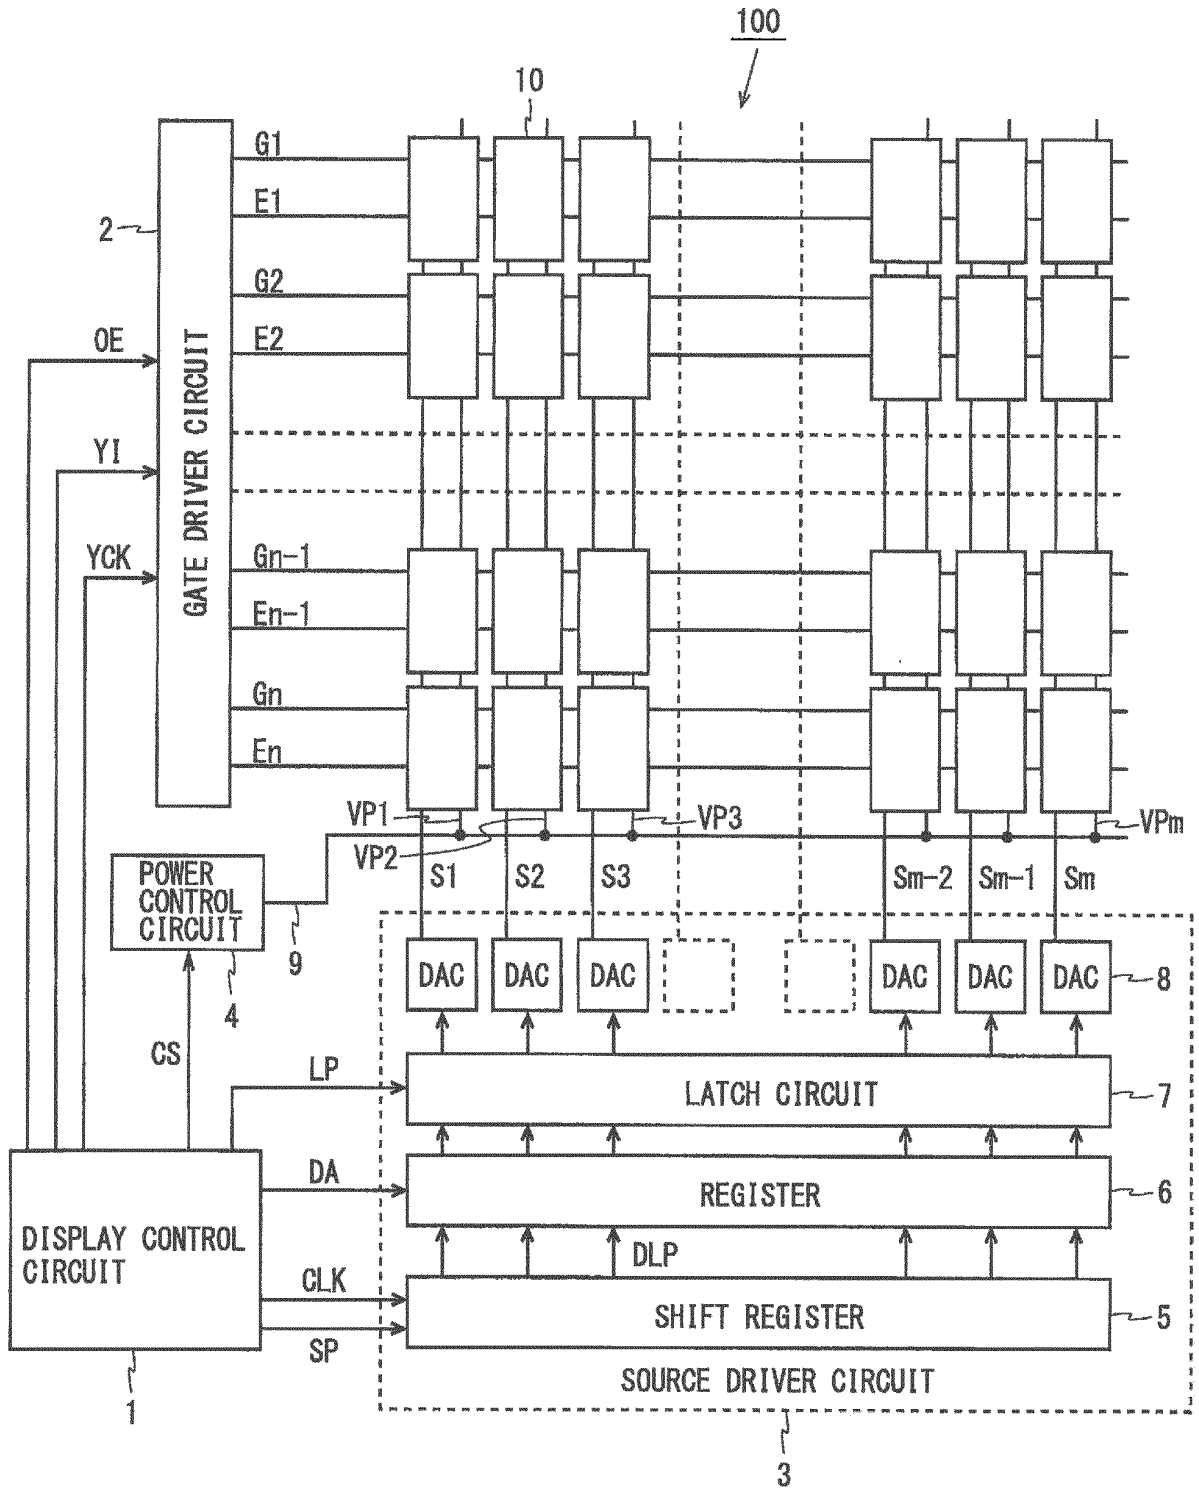 100
10
G1
E1
2
G2
OE
E2
GATE DRIVER CIRCUIT
YI
YCK
Gn-1
En-1
Gn
En
VP1
VP2
VP3
VPm
POWER
CONTROL
CIRCUIT
S1
S2
S3
Sm-2
Sm-1
Sm
9
4
DAC
DAC
DAC
DAC
DAC
DAC
8
CS
LP
LATCH CIRCUIT
7
DA
REGISTER
6
DISPLAY CONTROL
CIRCUIT
DLP
CLK
SHIFT REGISTER
5
SP
SOURCE DRIVER CIRCUIT
1
3